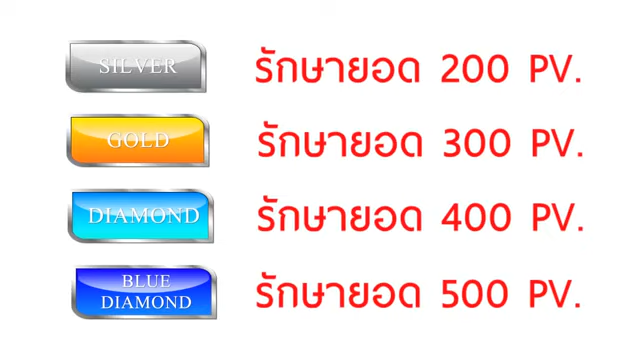 SILVER รักษายอด 200 PV.
GOLD รักษายอด 300 PV.
DIAMOND รักษายอด 400 PV.
BLUE
DIAMOND รักษายอด 500 PV.